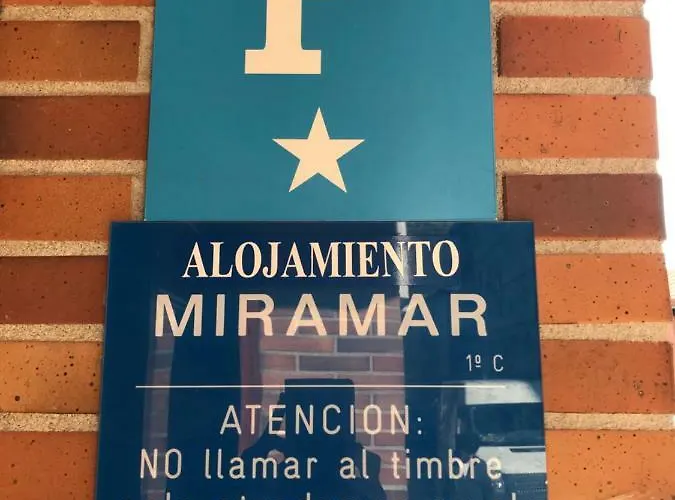 ALOJAMIENTO
MIRAMAR
1º C
ATENCION:
NO llamar al timbre